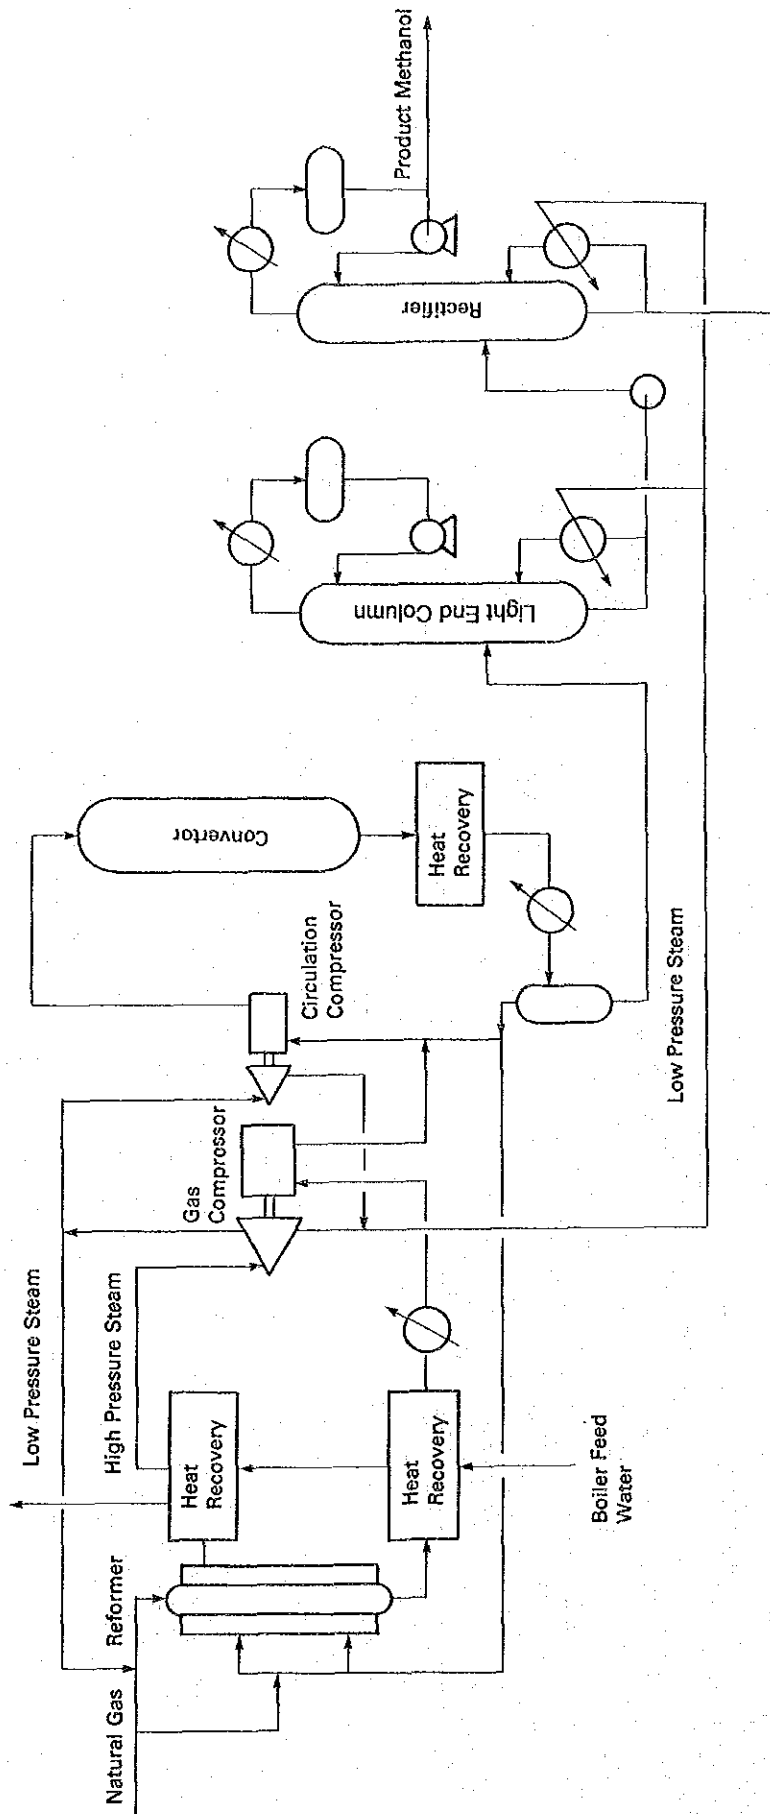 Natural Gas
Reformer
Low Pressure Steam
High Pressure Steam
Heat
Recovery
Heat
Recovery
Boiler Feed
Water
Gas
Comprossor
Circulation
Compressor
Convertor
Heat
Recovery
Low Pressure Steam
Light End Column
Rectifier
Product Methanol